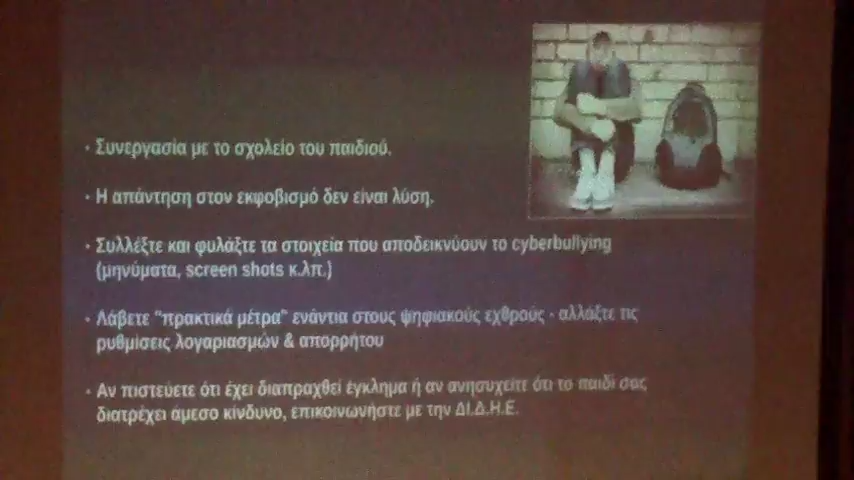 · Συνεργασία με το σχολείο του παιδιού.
· Η απάντηση στον εκφοβισμό δεν είναι λύση.
· Συλλέξτε και φυλάξτε τα στοιχεία που αποδεικνύουν το cyberbullying
(μηνύματα, screen shots κ.λπ.)
· Λάβετε "πρακτικά μέτρα" ενάντια στους ψηφιακούς εχθρούς - αλλάξτε τις
ρυθμίσεις λογαριασμών & απορρήτου
· Αν πιστεύετε ότι έχει διαπραχθεί έγκλημα ή αν ανησυχείτε ότι το παιδί σας
διατρέχει άμεσο κίνδυνο, επικοινωνήστε με την ΔΙ.Δ.Η.Ε.